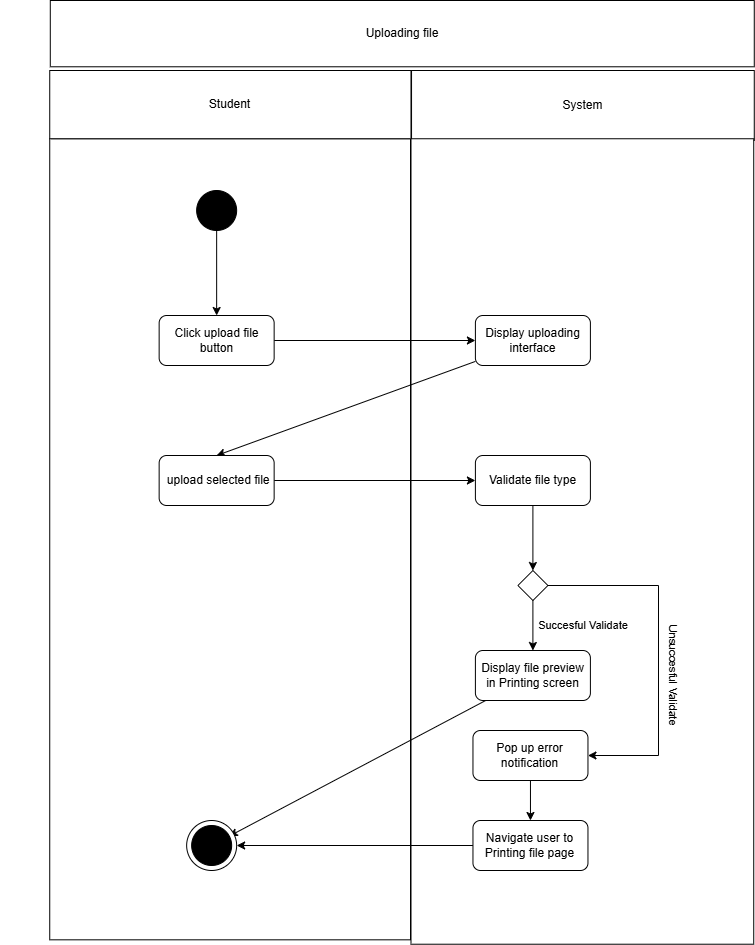 Uploading file
Student
System
Click upload file
button
Display uploading
interface
upload selected file
Validate file type
Succesful Validate
Unsuccesful Validate
Display file preview
in Printing screen
Pop up error
notification
Navigate user to
Printing file page